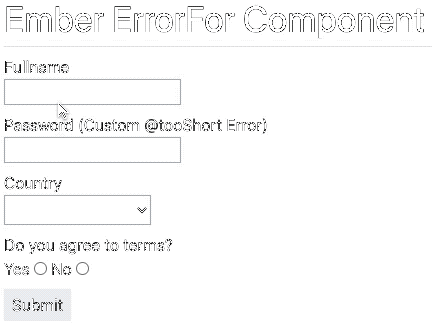 Ember ErrorFor Component
Fullname
Password (Custom @tooShort Error)
Country
Do you agree to terms?
Yes No
Submit